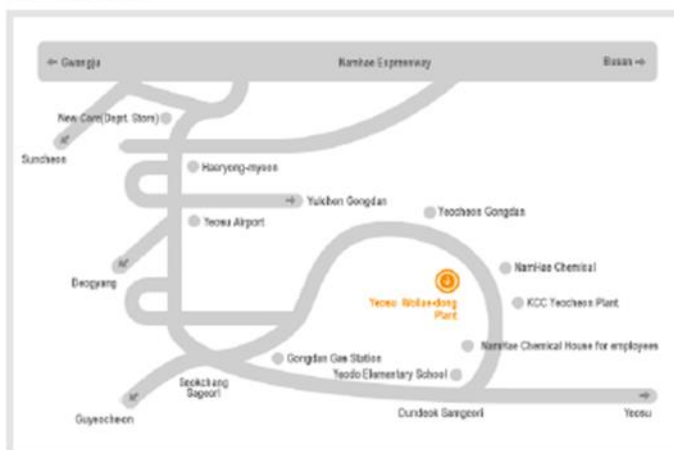 Gwangju
Namhae Expressway
Busan
New Core(Dept. Store)
Suncheon
Haeryong-myeon
Yulchon Gongdan
Yeocheon Gongdan
Yeosu Airport
NamHae Chemical
Deogyang
KCC Yeocheon Plant
Yeosu Wollae-dong
Plant
NamHae Chemical House for employees
Gongdan Gas Station
Yeodo Elementary School
Seokchang
Sageori
Guyeocheon
Dundeok Samgeori
Yeosu